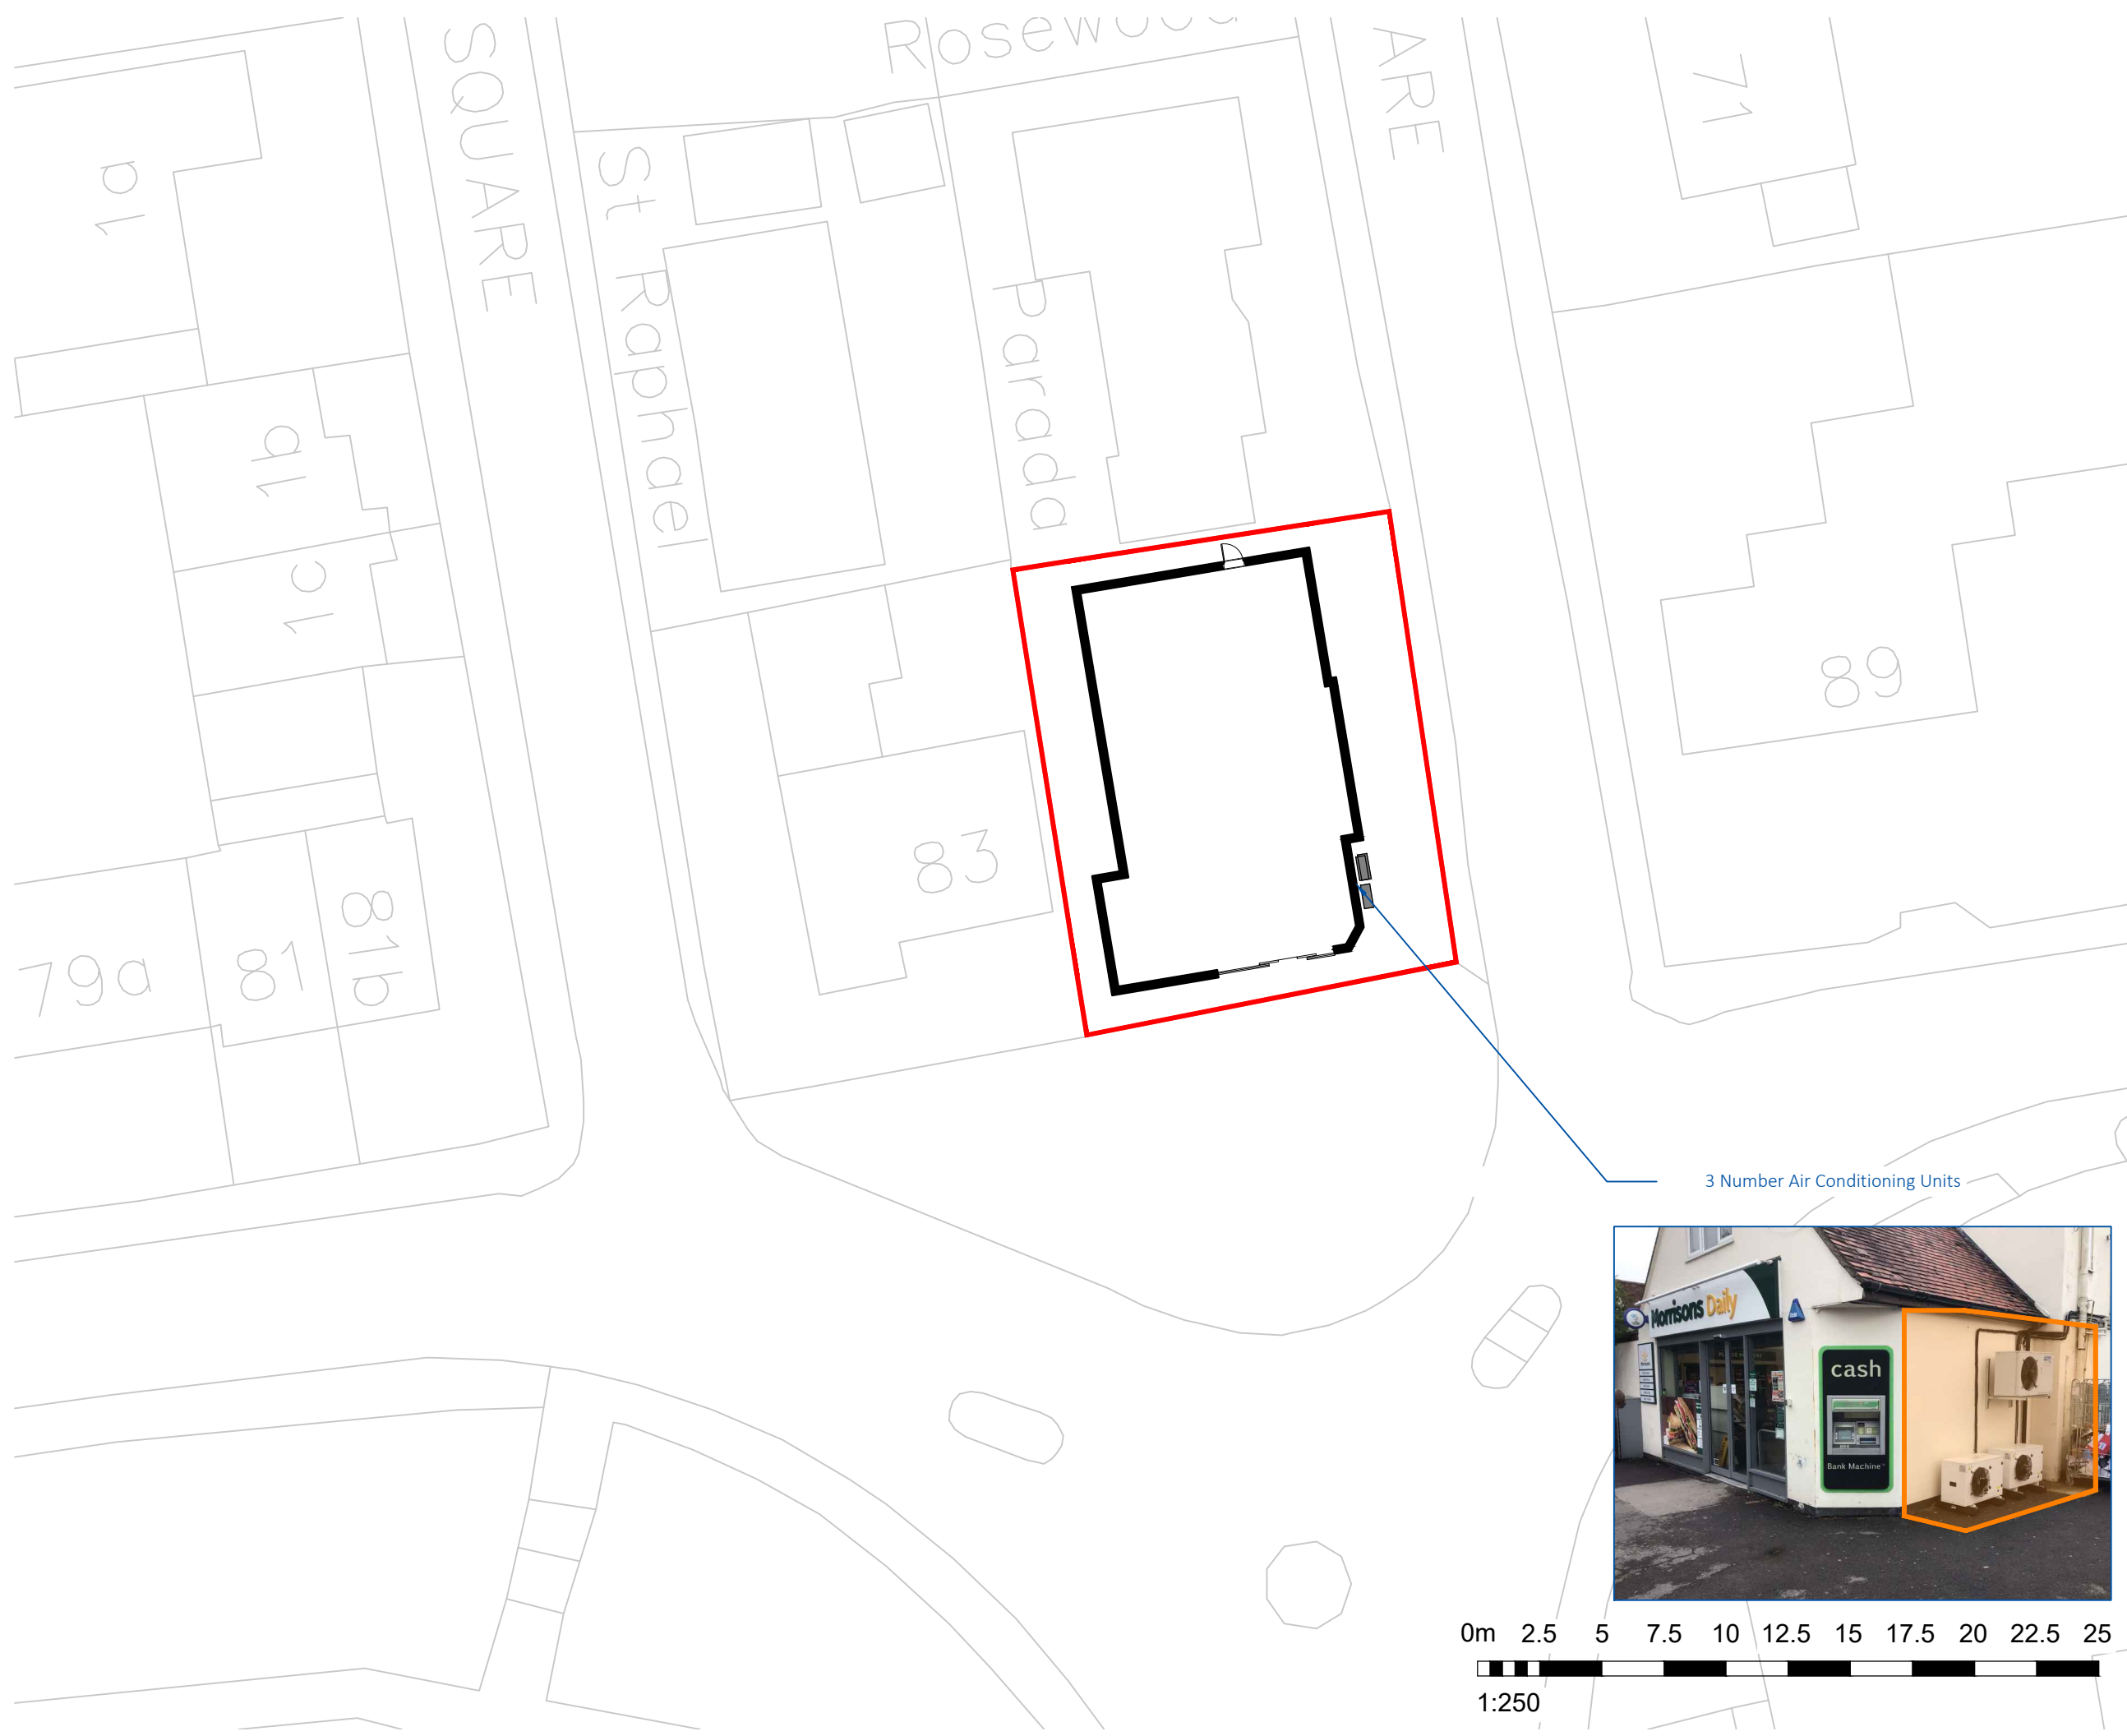 Rosewood
SQUARE
ARE
71
1a
St Raphael
Parada
1b
1c
89
83
79a
81
81b
3 Number Air Conditioning Units
Morrisons Daily
cash
Bank Machine
0m 2.5 5 7.5 10 12.5 15 17.5 20 22.5 25
1:250